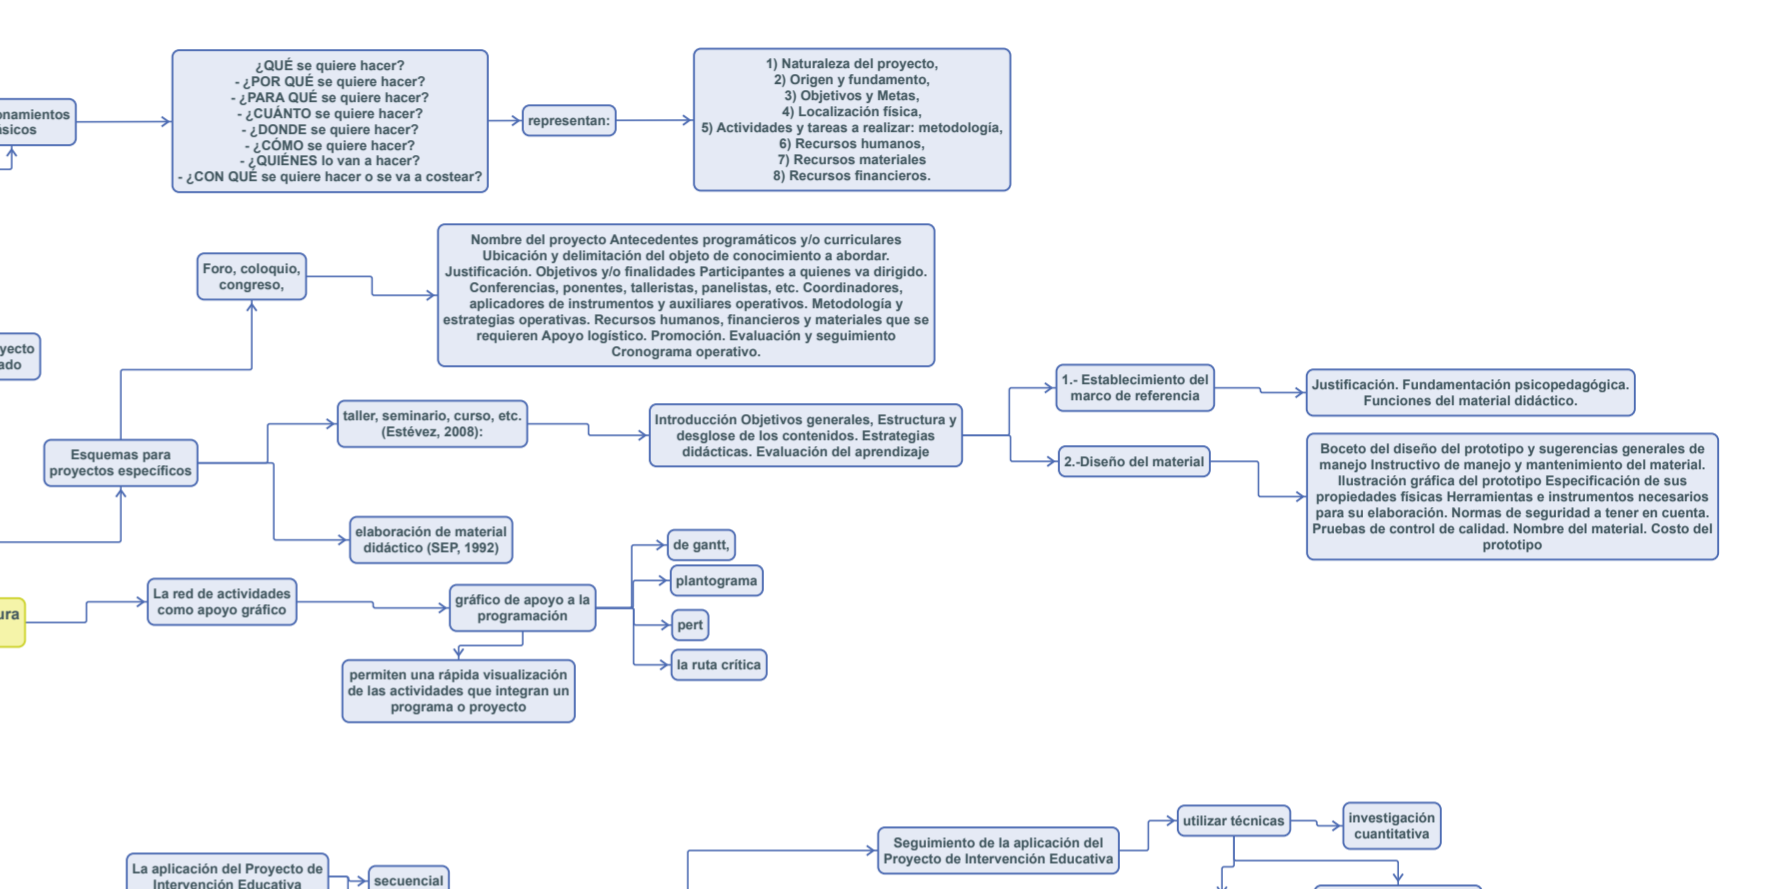 onamientos
sicos
¿QUÉ se quiere hacer?
- ¿POR QUÉ se quiere hacer?
- ¿PARA QUÉ se quiere hacer?
- ¿CUÁNTO se quiere hacer?
- ¿DONDE se quiere hacer?
- ¿CÓMO se quiere hacer?
- ¿QUIÉNES lo van a hacer?
- ¿CON QUÉ se quiere hacer o se va a costear?
representan:
1) Naturaleza del proyecto,
2) Origen y fundamento,
3) Objetivos y Metas,
4) Localización física,
5) Actividades y tareas a realizar: metodología,
6) Recursos humanos,
7) Recursos materiales
8) Recursos financieros.
Foro, coloquio,
congreso,
Nombre del proyecto Antecedentes programáticos y/o curriculares
Ubicación y delimitación del objeto de conocimiento a abordar.
Justificación. Objetivos y/o finalidades Participantes a quienes va dirigido.
Conferencias, ponentes, talleristas, panelistas, etc. Coordinadores,
aplicadores de instrumentos y auxiliares operativos. Metodología y
estrategias operativas. Recursos humanos, financieros y materiales que se
requieren Apoyo logístico. Promoción. Evaluación y seguimiento
Cronograma operativo.
yecto
ado
Esquemas para
proyectos específicos
taller, seminario, curso, etc.
(Estévez, 2008):
Introducción Objetivos generales, Estructura y
desglose de los contenidos. Estrategias
didácticas. Evaluación del aprendizaje
1.- Establecimiento del
marco de referencia
Justificación. Fundamentación psicopedagógica.
Funciones del material didáctico.
2.-Diseño del material
Boceto del diseño del prototipo y sugerencias generales de
manejo Instructivo de manejo y mantenimiento del material.
Ilustración gráfica del prototipo Especificación de sus
propiedades físicas Herramientas e instrumentos necesarios
para su elaboración. Normas de seguridad a tener en cuenta.
Pruebas de control de calidad. Nombre del material. Costo del
prototipo
elaboración de material
didáctico (SEP, 1992)
ura
La red de actividades
como apoyo gráfico
gráfico de apoyo a la
programación
de gantt,
plantograma
pert
la ruta crítica
permiten una rápida visualización
de las actividades que integran un
programa o proyecto
La aplicación del Proyecto de
Intervención Educativa
secuencial
Seguimiento de la aplicación del
Proyecto de Intervención Educativa
utilizar técnicas
investigación
cuantitativa